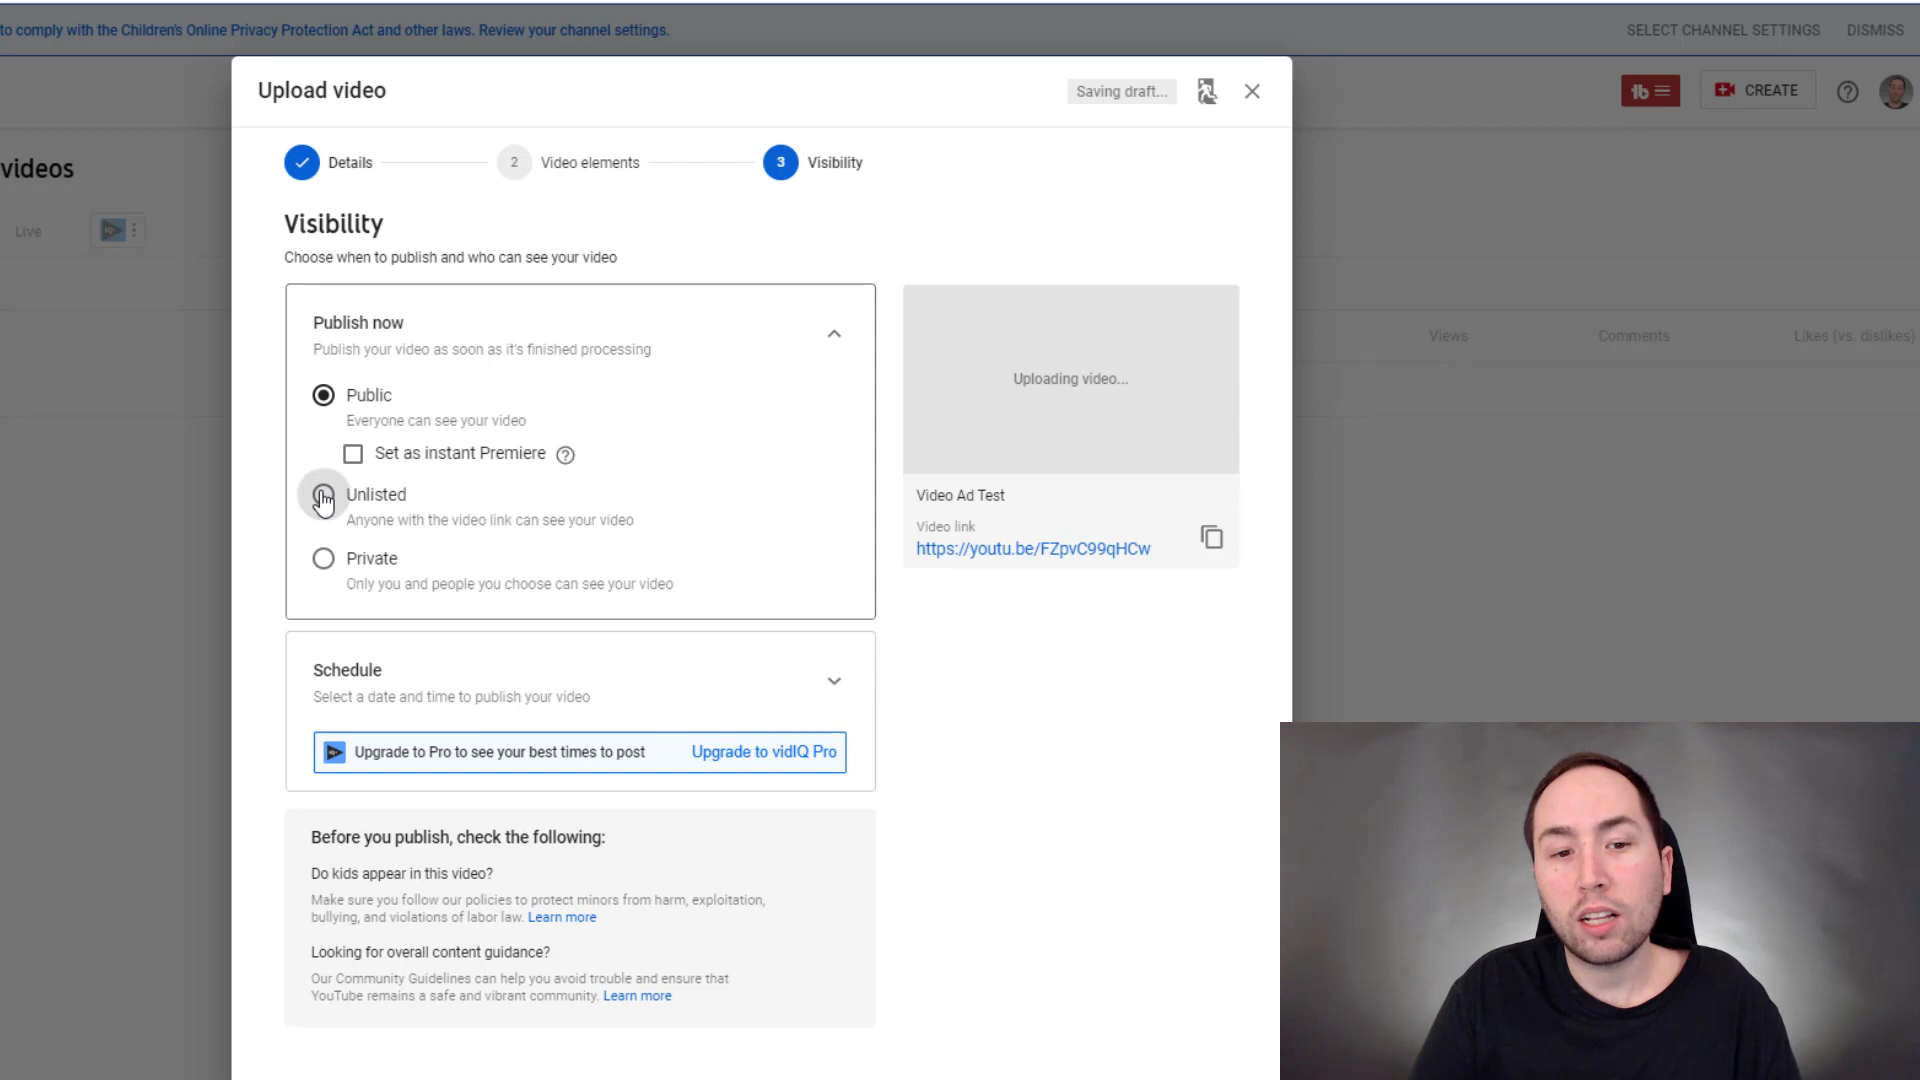 to comply with the Children's Online Privacy Protection Act and other laws. Review your channel settings.
SELECT CHANNEL SETTINGS
DISMISS
Upload video
Saving draft...
CREATE
videos
Live
Details
2
Video elements
3
Visibility
Visibility
Choose when to publish and who can see your video
Publish now
Publish your video as soon as it's finished processing
Public
Everyone can see your video
Set as instant Premiere
Unlisted
Anyone with the video link can see your video
Private
Only you and people you choose can see your video
Uploading video...
Video Ad Test
Video link
https://youtu.be/FZpvC99qHCw
Views
Comments
Likes (vs. dislikes)
Schedule
Select a date and time to publish your video
Upgrade to Pro to see your best times to post
Upgrade to vidIQ Pro
Before you publish, check the following:
Do kids appear in this video?
Make sure you follow our policies to protect minors from harm, exploitation,
bullying, and violations of labor law. Learn more
Looking for overall content guidance?
Our Community Guidelines can help you avoid trouble and ensure that
YouTube remains a safe and vibrant community. Learn more